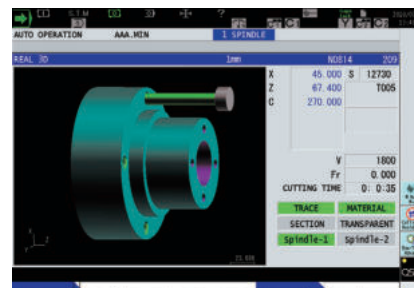 S.T.M
3D
?
AUTO OPERATION AAA.MIN 1 SPINDLE
REAL 3D 1mm N0814 209
X 45.000 S 12730
Z 67.400 T005
C 270.000
V 1800
Fr 0.000
CUTTING TIME 0: 0:35
TRACE MATERIAL
SECTION TRANSPARENT
Spindle-1 Spindle-2